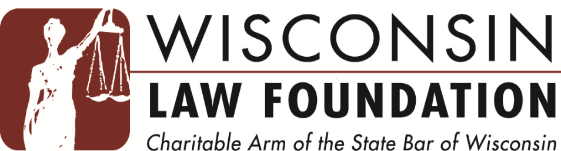 WISCONSIN
LAW FOUNDATION
Charitable Arm of the State Bar of Wisconsin